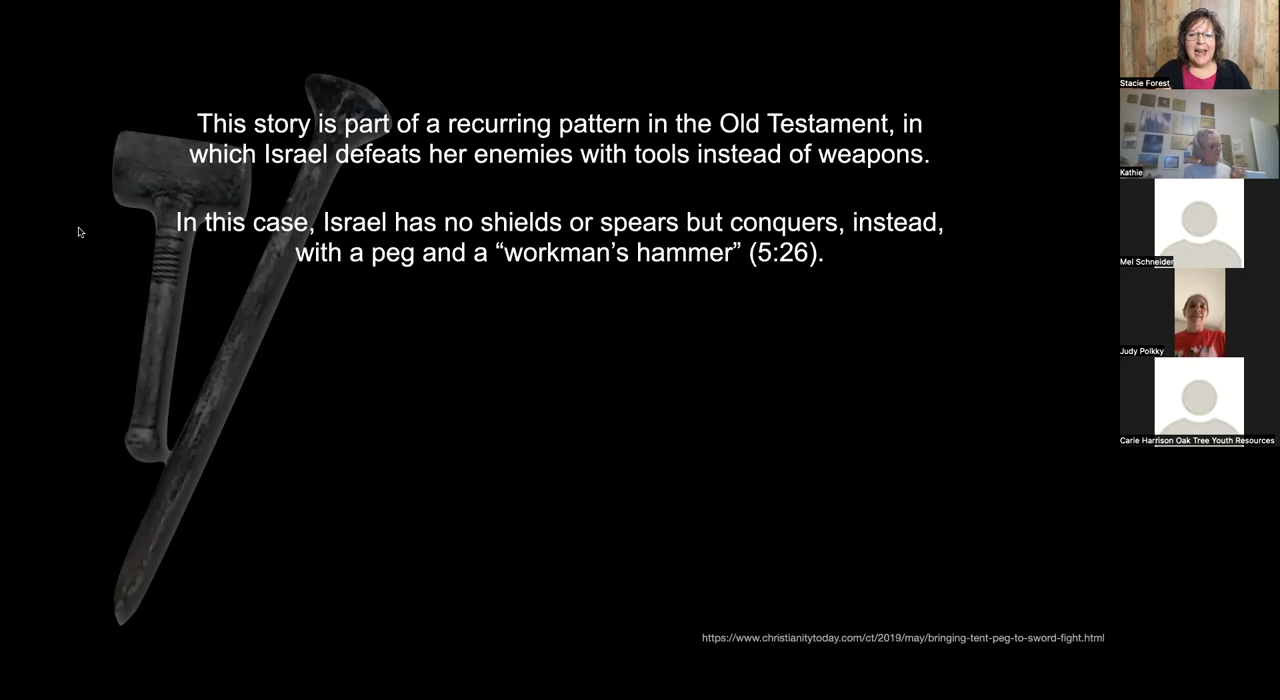 This story is part of a recurring pattern in the Old Testament, in
which Israel defeats her enemies with tools instead of weapons.
In this case, Israel has no shields or spears but conquers, instead,
with a peg and a “workman’s hammer” (5:26).
https://www.christianitytoday.com/ct/2019/may/bringing-tent-peg-to-sword-fight.html
Stacie Forest
Kathie
Mel Schneider
Judy Polkky
Carie Harrison Oak Tree Youth Resources